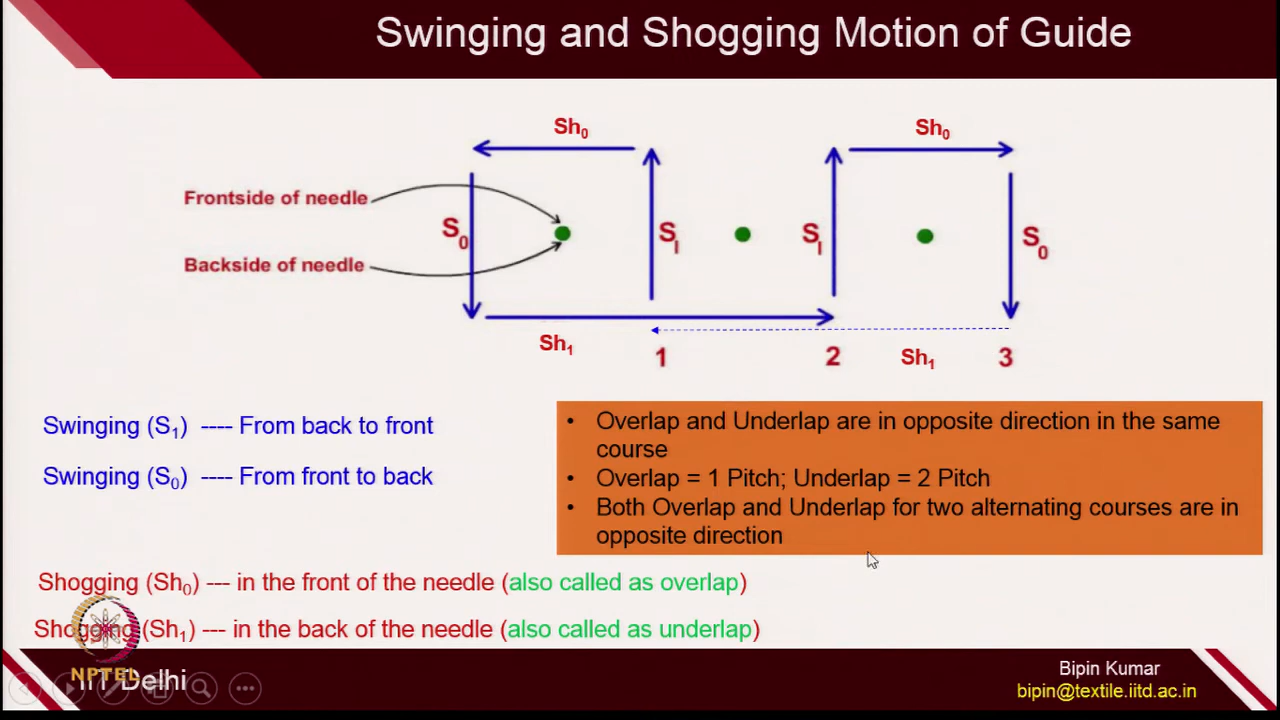 Swinging and Shogging Motion of Guide
Sh₀
Sh₀
Frontside of needle
S₀
Sₗ
Sₗ
S₀
Backside of needle
Sh₁
1
2
Sh₁
3
Swinging (S₁) ---- From back to front
Swinging (S₀) ---- From front to back
• Overlap and Underlap are in opposite direction in the same
course
• Overlap = 1 Pitch; Underlap = 2 Pitch
• Both Overlap and Underlap for two alternating courses are in
opposite direction
Shogging (Sh₀) --- in the front of the needle (also called as overlap)
Shogging (Sh₁) --- in the back of the needle (also called as underlap)
NPTEL
IIT Delhi
Bipin Kumar
bipin@textile.iitd.ac.in